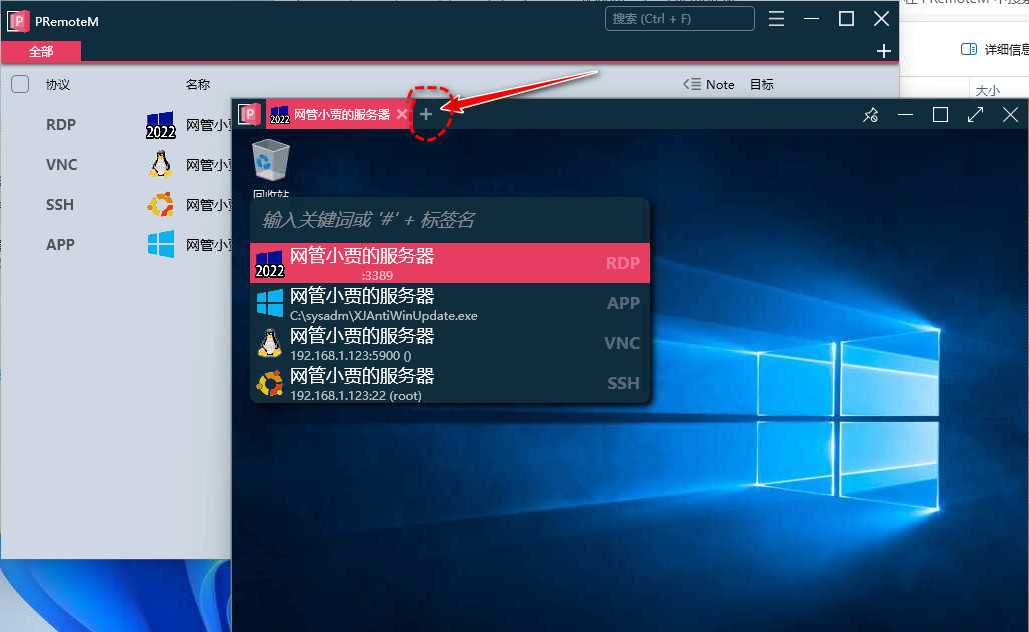 PRemoteM
搜索 (Ctrl + F)
全部
详细信息
大小
协议
名称
Note
目标
RDP
2022
网管小
VNC
网管小
SSH
网管小
APP
网管小
2022 网管小贾的服务器
回收站
输入关键词或 '#' + 标签名
2022
网管小贾的服务器
:3389
RDP
网管小贾的服务器
C:\sysadm\XJAntiWinUpdate.exe
APP
网管小贾的服务器
192.168.1.123:5900 ()
VNC
网管小贾的服务器
192.168.1.123:22 (root)
SSH